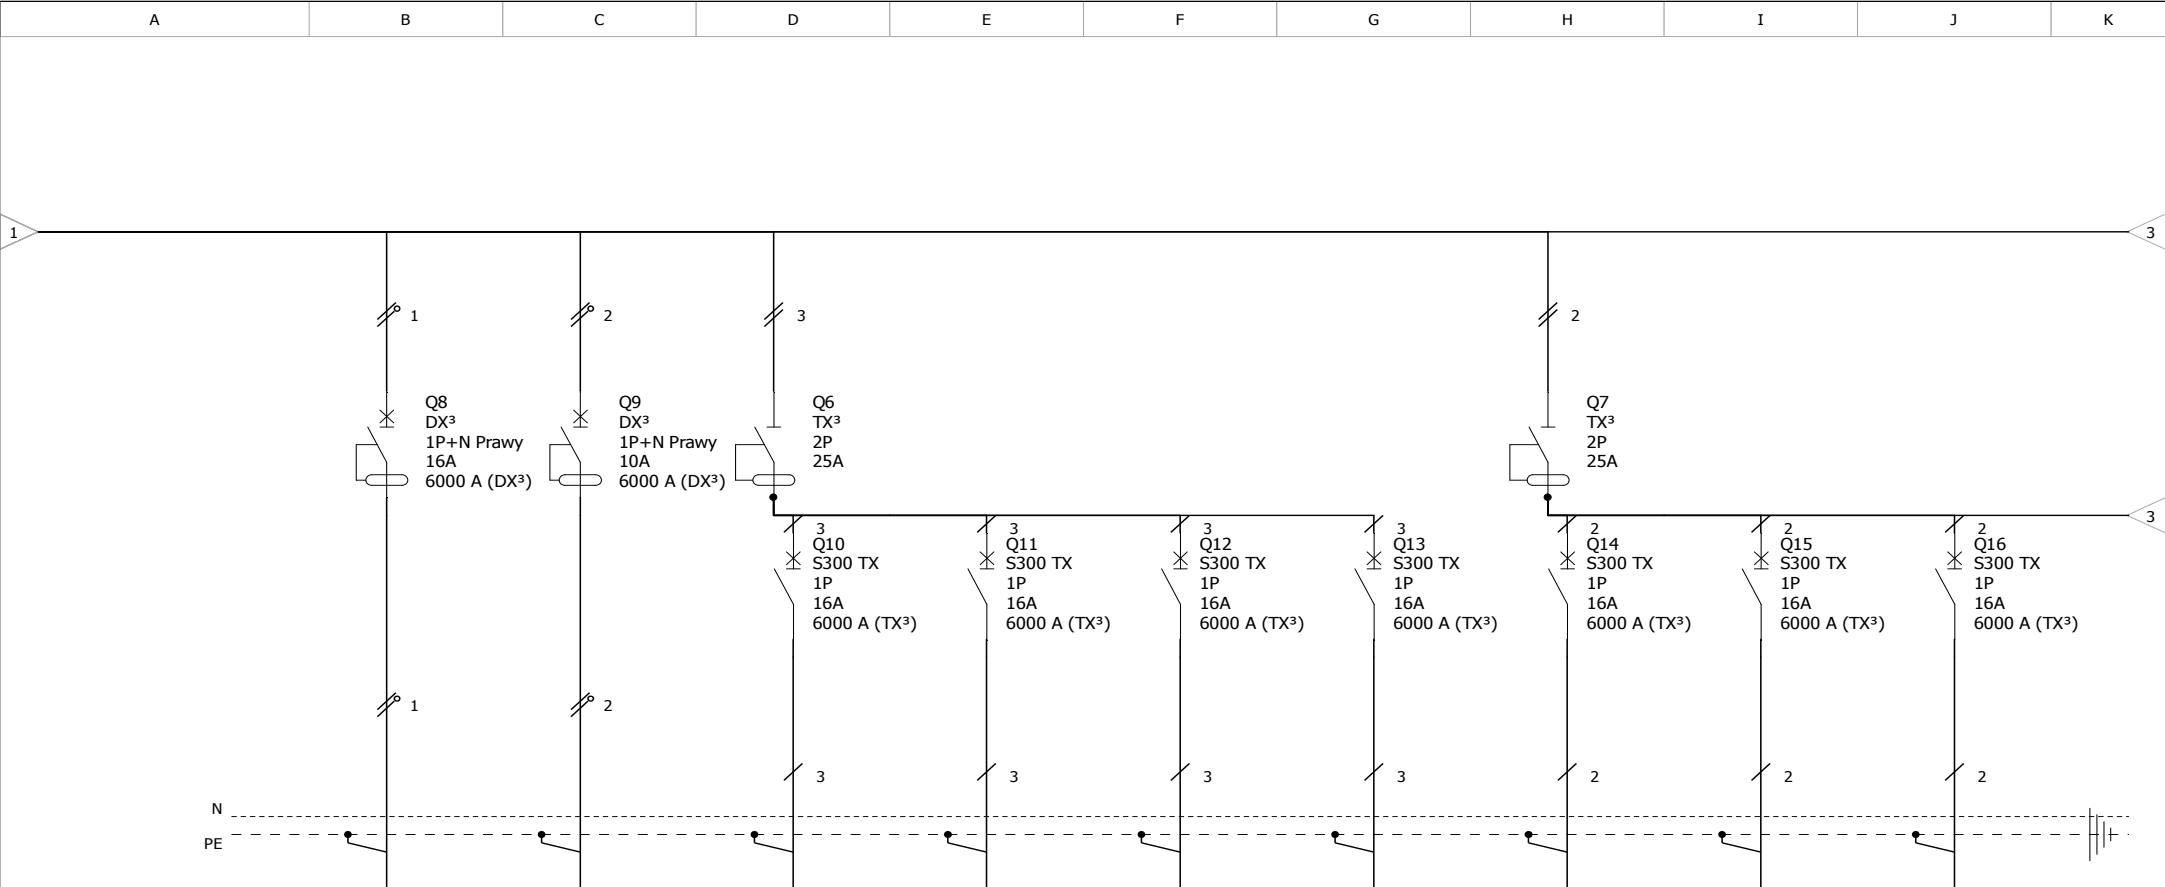 A B C D E F G H I J K
1 3
1 2 3 2
Q8
DX³
1P+N Prawy
16A
6000 A (DX³)
Q9
DX³
1P+N Prawy
10A
6000 A (DX³)
Q6
TX³
2P
25A
Q7
TX³
2P
25A
3
3
Q10
S300 TX
1P
16A
6000 A (TX³)
3
Q11
S300 TX
1P
16A
6000 A (TX³)
3
Q12
S300 TX
1P
16A
6000 A (TX³)
3
Q13
S300 TX
1P
16A
6000 A (TX³)
2
Q14
S300 TX
1P
16A
6000 A (TX³)
2
Q15
S300 TX
1P
16A
6000 A (TX³)
2
Q16
S300 TX
1P
16A
6000 A (TX³)
1 2
3 3 3 3 2 2 2
N
PE